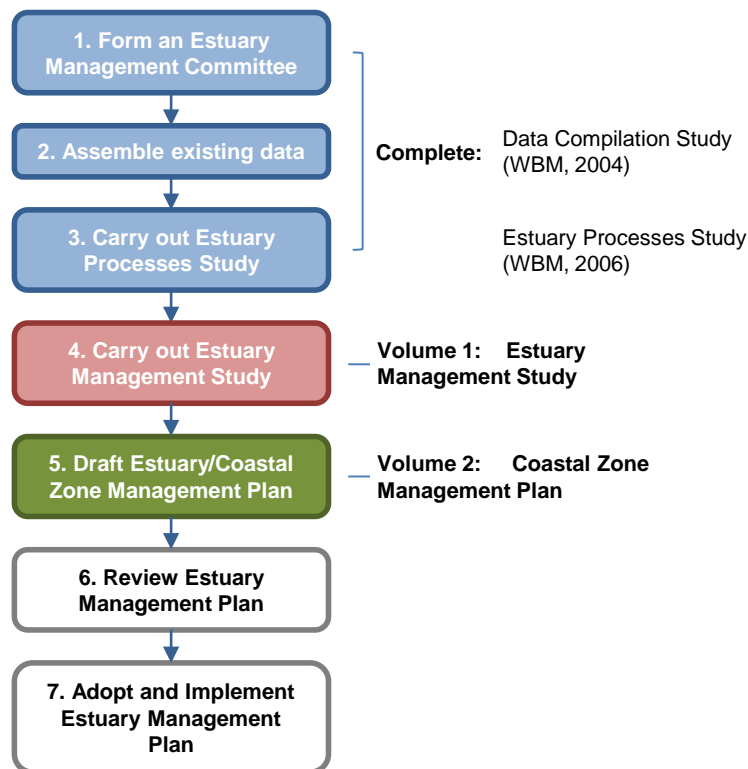 1. Form an Estuary
Management Committee
2. Assemble existing data
Complete:
Data Compilation Study
(WBM, 2004)
3. Carry out Estuary
Processes Study
Estuary Processes Study
(WBM, 2006)
4. Carry out Estuary
Management Study
Volume 1: Estuary
Management Study
5. Draft Estuary/Coastal
Zone Management Plan
Volume 2: Coastal Zone
Management Plan
6. Review Estuary
Management Plan
7. Adopt and Implement
Estuary Management
Plan